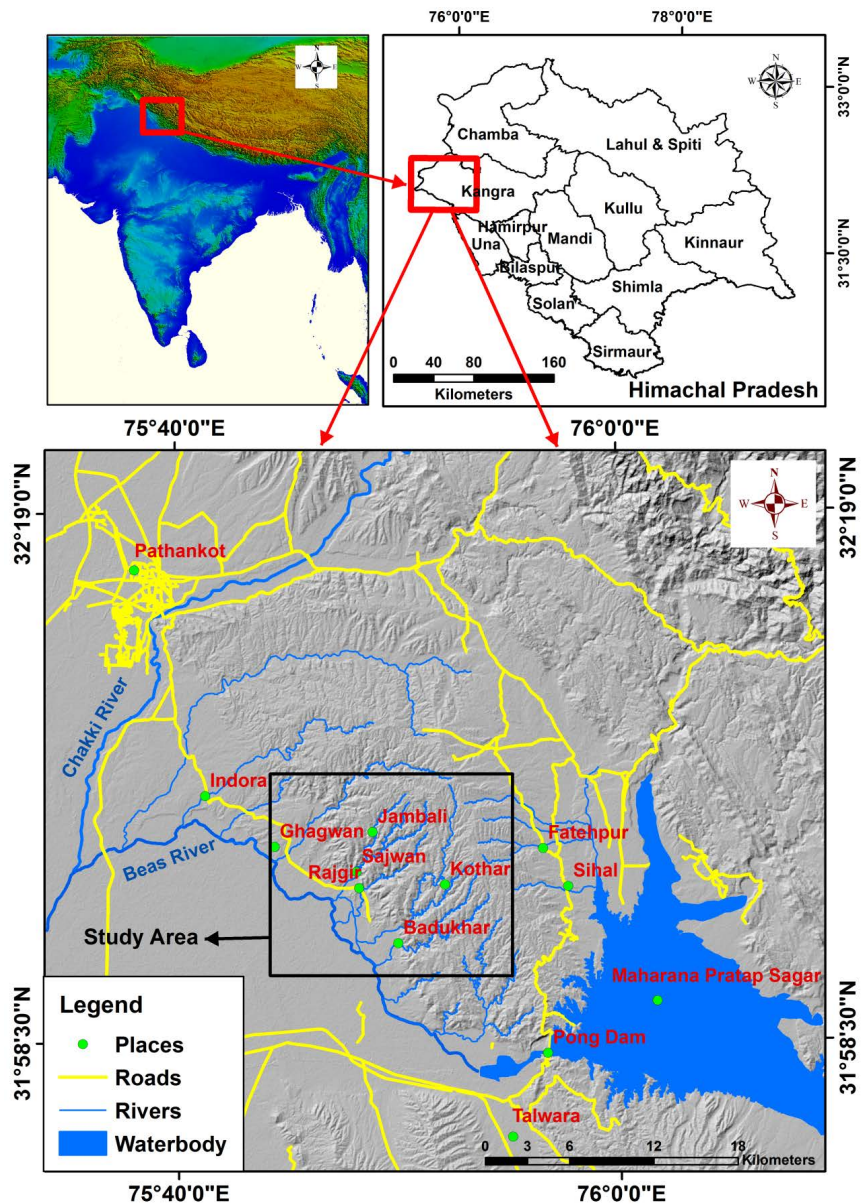 N
W E
S
76°0'0"E
78°0'0"E
N
W E
S
33°0'0"N
31°30'0"N
Chamba
Lahul & Spiti
Kangra
Kullu
Hamirpur
Una
Mandi
Kinnaur
Bilaspur
Shimla
Solan
Sirmaur
0 40 80 160
Kilometers
Himachal Pradesh
75°40'0"E
76°0'0"E
32°19'0"N
32°19'0"N
N
W E
S
Pathankot
Chakki River
Indora
Jambali
Ghagwan
Fatehpur
Beas River
Sajwan
Rajgir
Kothar
Sihal
Badukhar
Study Area
Maharana Pratap Sagar
Legend
Places
Roads
Rivers
Waterbody
Pong Dam
Talwara
31°58'30"N
31°58'30"N
0 3 6 12 18
Kilometers
75°40'0"E
76°0'0"E